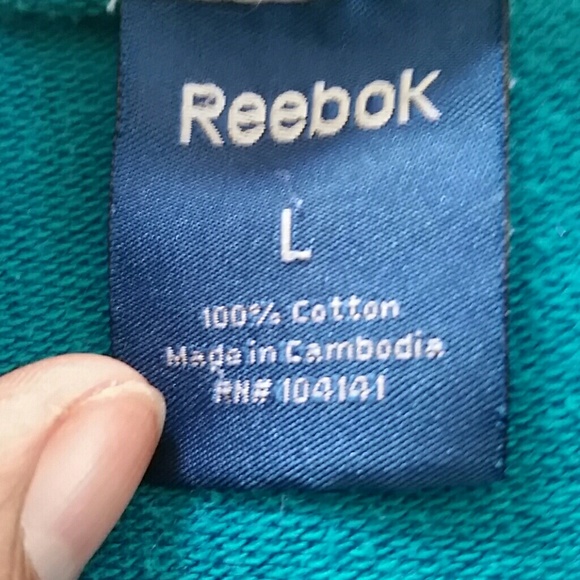 Reebok
L
100% Cotton
Made in Cambodia
RN# 104141